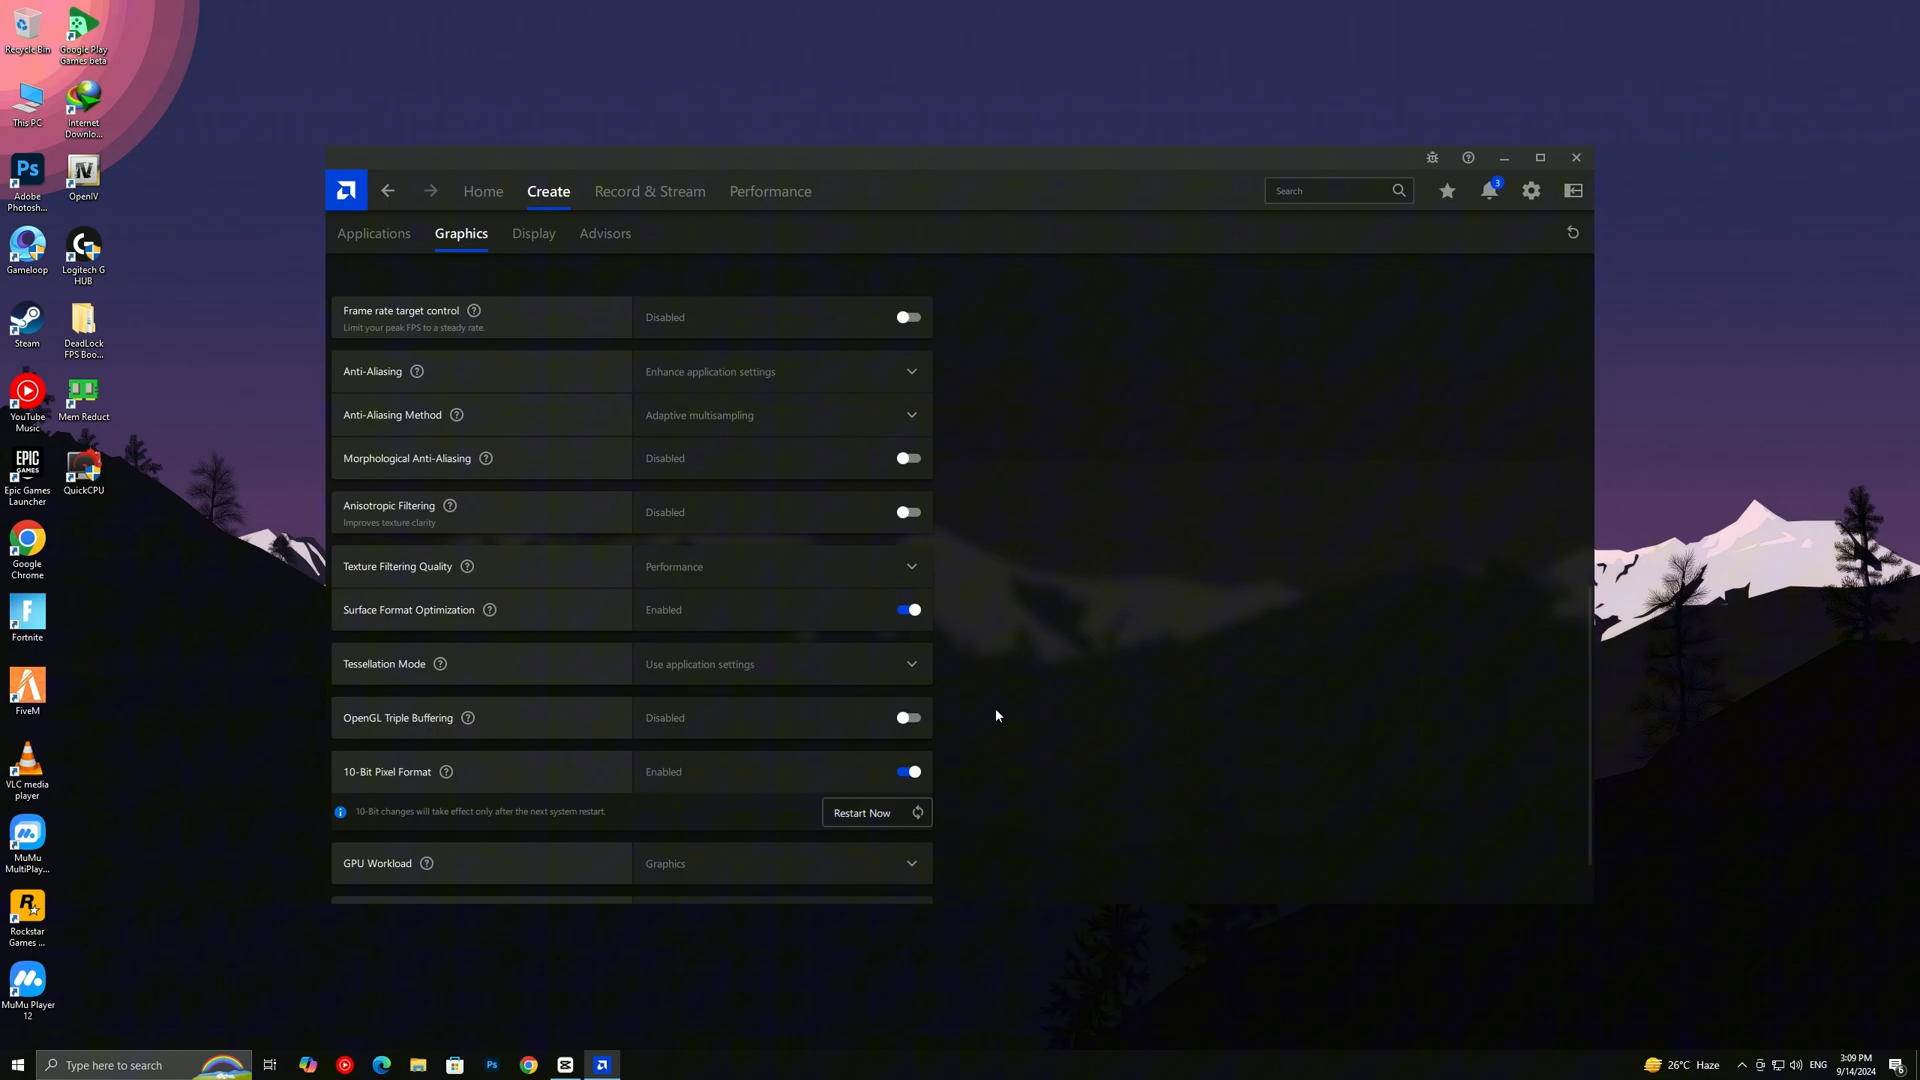 Recycle Bin
Google Play
Games beta
This PC
Internet
Downlo...
Ps
Adobe
Photosh...
IV
OpenIV
Gameloop
Logitech G
HUB
Steam
DeadLock
FPS Boo...
YouTube
Music
Mem Reduct
EPIC
GAMES
Epic Games
Launcher
QuickCPU
Google
Chrome
F
Fortnite
FiveM
VLC media
player
MuMu
MultiPlay...
R
Rockstar
Games ...
MuMu Player
12
Home
Create
Record & Stream
Performance
Search
3
Applications
Graphics
Display
Advisors
Frame rate target control
Limit your peak FPS to a steady rate.
Disabled
Anti-Aliasing
Enhance application settings
Anti-Aliasing Method
Adaptive multisampling
Morphological Anti-Aliasing
Disabled
Anisotropic Filtering
Improves texture clarity
Disabled
Texture Filtering Quality
Performance
Surface Format Optimization
Enabled
Tessellation Mode
Use application settings
OpenGL Triple Buffering
Disabled
10-Bit Pixel Format
Enabled
10-Bit changes will take effect only after the next system restart.
Restart Now
GPU Workload
Graphics
Type here to search
Ps
26°C Haze
ENG
3:09 PM
9/14/2024
6